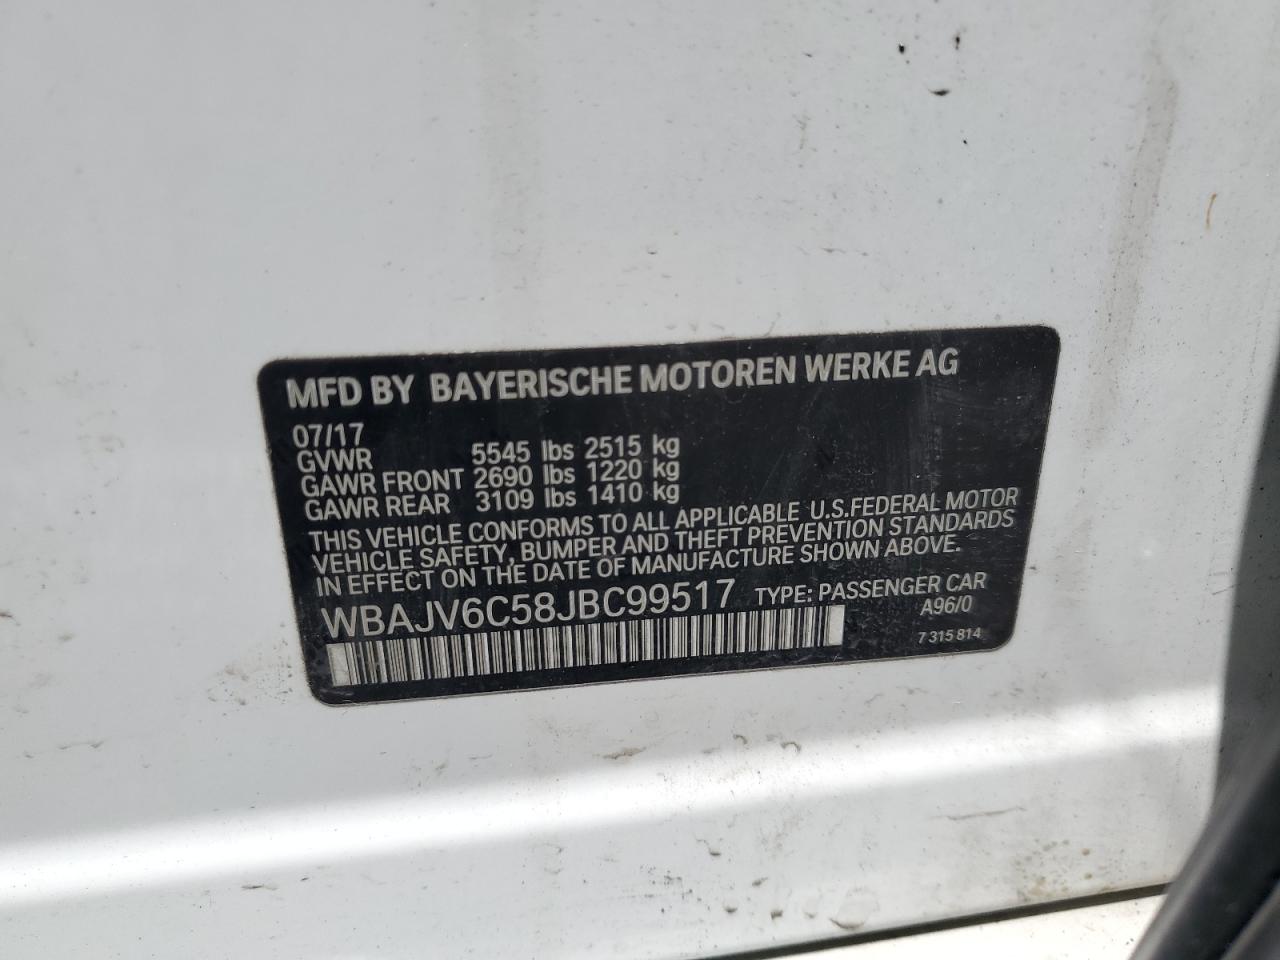 MFD BY BAYERISCHE MOTOREN WERKE AG
07/17
GVWR 5545 lbs 2515 kg
GAWR FRONT 2690 lbs 1220 kg
GAWR REAR 3109 lbs 1410 kg
THIS VEHICLE CONFORMS TO ALL APPLICABLE U.S.FEDERAL MOTOR
VEHICLE SAFETY, BUMPER AND THEFT PREVENTION STANDARDS
IN EFFECT ON THE DATE OF MANUFACTURE SHOWN ABOVE.
WBAJV6C58JBC99517 TYPE: PASSENGER CAR
A96/0
7 315 814